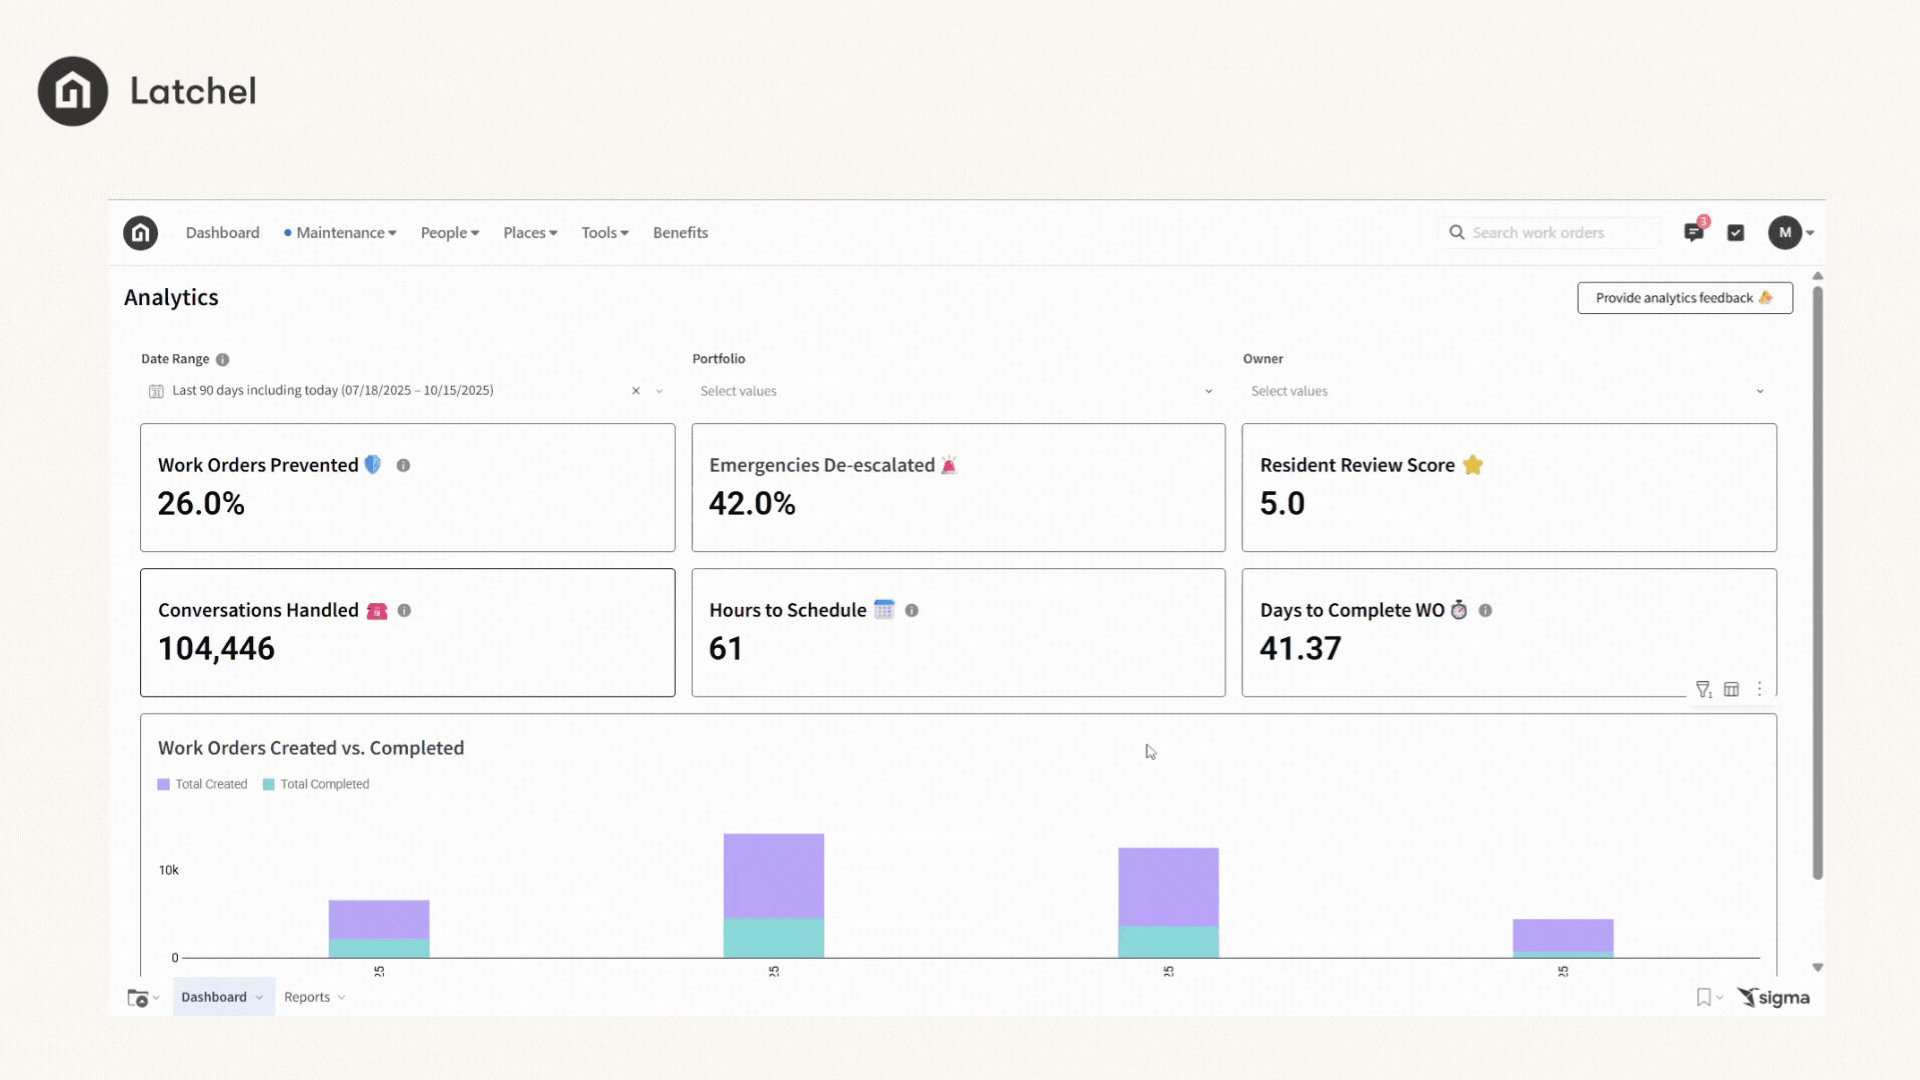 Latchel
Dashboard Maintenance People Places Tools Benefits Search work orders 3 M
Analytics Provide analytics feedback
Date Range Portfolio Owner
Last 90 days including today (07/18/2025 – 10/15/2025) Select values Select values
Work Orders Prevented Emergencies De-escalated Resident Review Score
26.0% 42.0% 5.0
Conversations Handled Hours to Schedule Days to Complete WO
104,446 61 41.37
1
Work Orders Created vs. Completed
Total Created Total Completed
10k
0
25 25 25 25
Dashboard Reports sigma